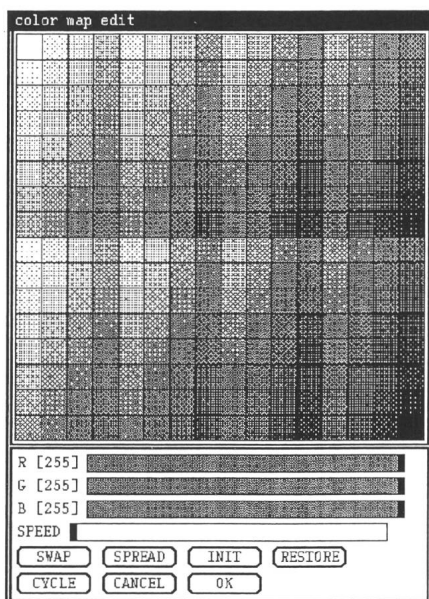 color map edit
R [255]
G [255]
B [255]
SPEED
SWAP SPREAD INIT RESTORE
CYCLE CANCEL OK